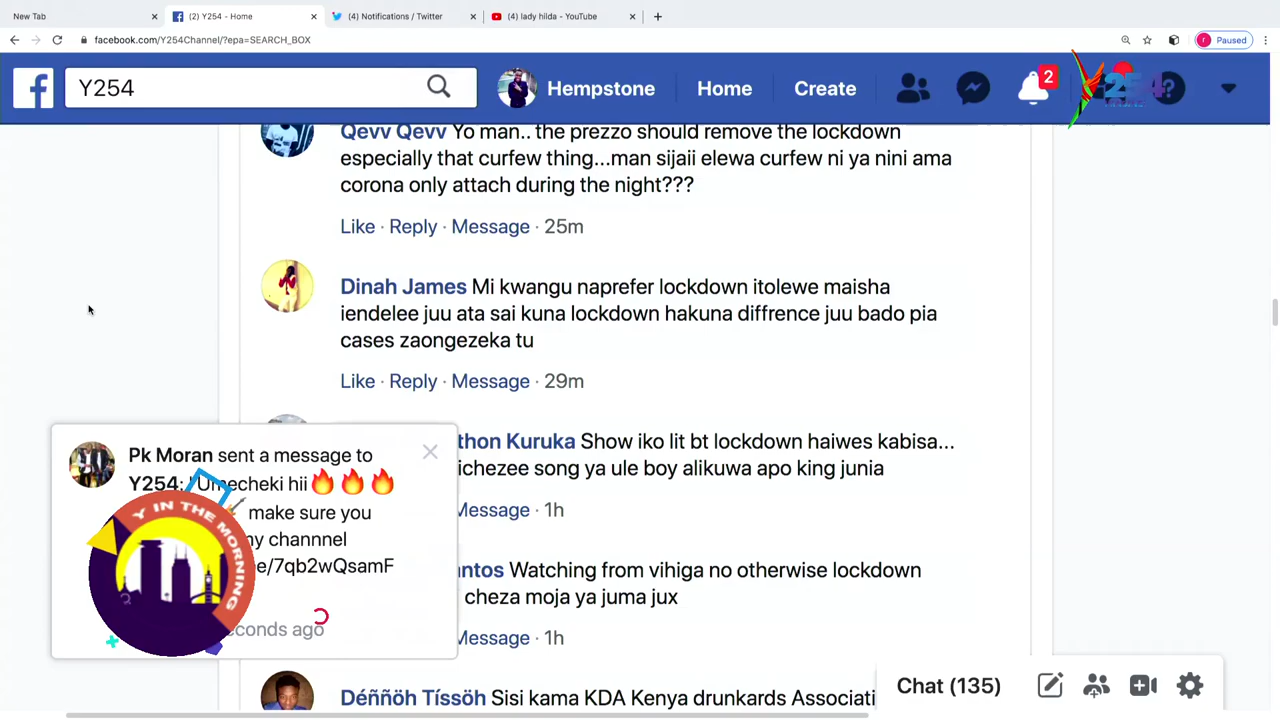 New Tab
(2) Y254 - Home
(4) Notifications / Twitter
(4) lady hilda - YouTube
facebook.com/Y254Channel/?epa=SEARCH_BOX
Paused
Y254
Hempstone
Home
Create
2
Qevv Qevv Yo man.. the prezzo should remove the lockdown
especially that curfew thing...man sijaii elewa curfew ni ya nini ama
corona only attach during the night???
Like · Reply · Message · 25m
Dinah James Mi kwangu naprefer lockdown itolewe maisha
iendelee juu ata sai kuna lockdown hakuna diffrence juu bado pia
cases zaongezeka tu
Like · Reply · Message · 29m
thon Kuruka Show iko lit bt lockdown haiwes kabisa...
ichezee song ya ule boy alikuwa apo king junia
Message · 1h
ntos Watching from vihiga no otherwise lockdown
cheza moja ya juma jux
Message · 1h
Déññöh Tíssöh Sisi kama KDA Kenya drunkards Associati
Pk Moran sent a message to
Y254: Umecheki hii🔥🔥🔥
make sure you
my channnel
e/7qb2wQsamF
econds ago
Y IN THE MORNING
Chat (135)